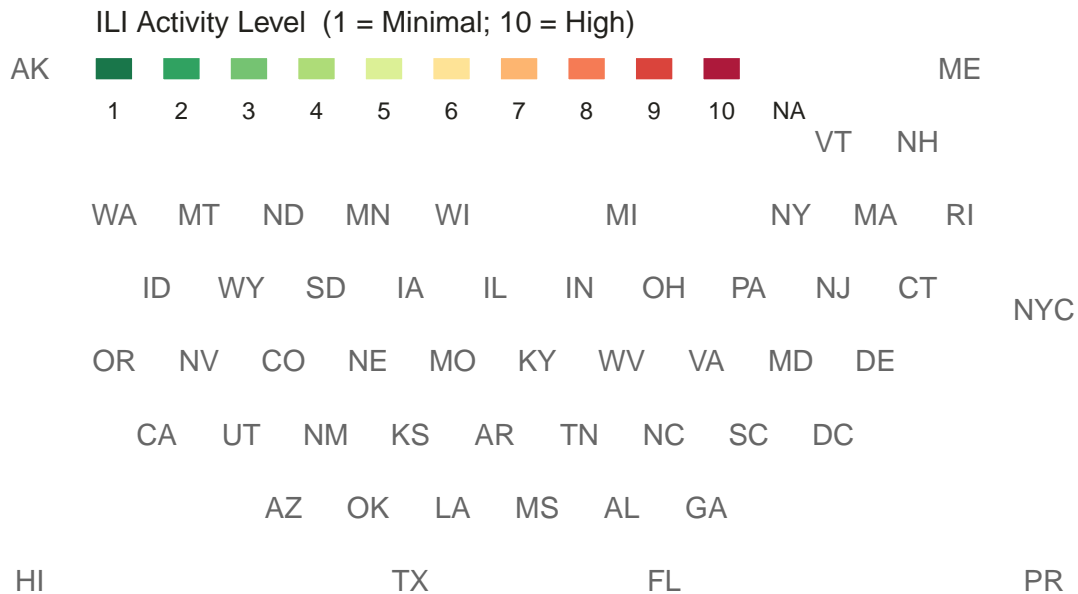 ILI Activity Level (1 = Minimal; 10 = High)
AK ME
1 2 3 4 5 6 7 8 9 10 NA
VT NH
WA MT ND MN WI MI NY MA RI
ID WY SD IA IL IN OH PA NJ CT
NYC
OR NV CO NE MO KY WV VA MD DE
CA UT NM KS AR TN NC SC DC
AZ OK LA MS AL GA
HI TX FL PR